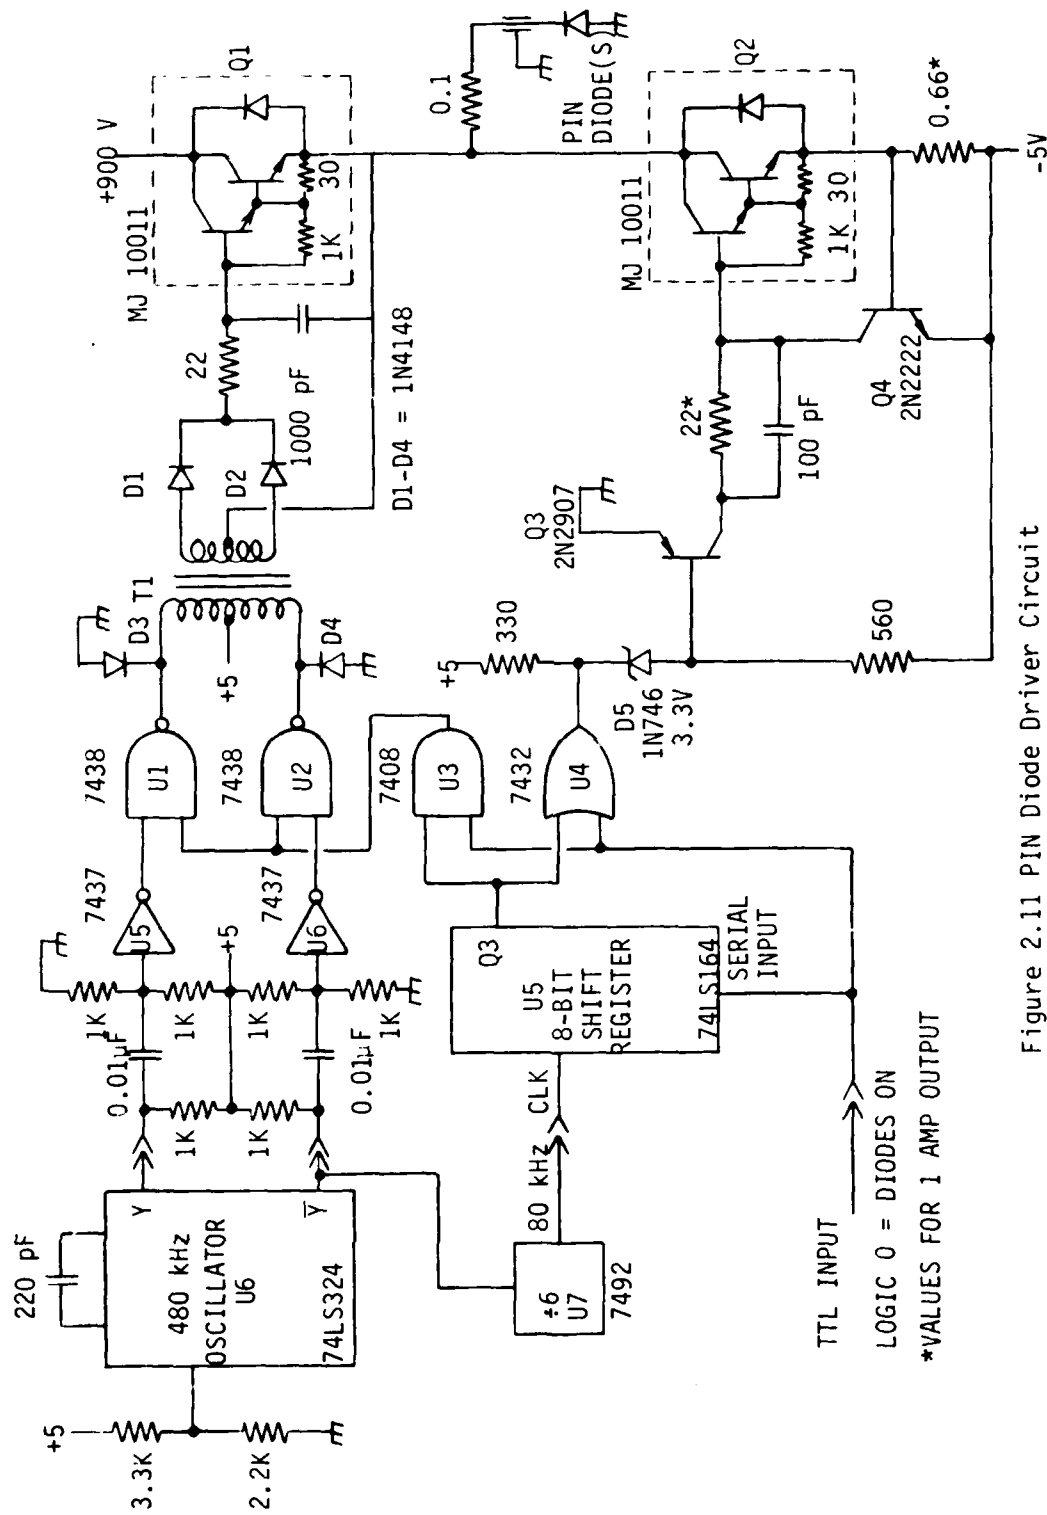 220 pF
+5
3.3K
2.2K
480 kHz
OSCILLATOR
U6
74LS324
Y
Y̅
1K
1K
0.01µF
0.01µF
1K
1K
1K
1K
+5
U5
7437
U6
7437
7438
U1
7438
U2
D3
T1
+5
D4
D1
D2
22
1000 pF
D1-D4 = 1N4148
MJ 10011
+900 V
1K
30
Q1
0.1
PIN
DIODE(S)
÷6
U7
7492
80 kHz
CLK
U5
8-BIT
SHIFT
REGISTER
74LS164
Q3
SERIAL
INPUT
7408
U3
7432
U4
+5
330
D5
1N746
3.3V
560
Q3
2N2907
22*
100 pF
Q4
2N2222
MJ 10011
1K
30
Q2
0.66*
-5V
TTL INPUT
LOGIC 0 = DIODES ON
*VALUES FOR 1 AMP OUTPUT
Figure 2.11 PIN Diode Driver Circuit